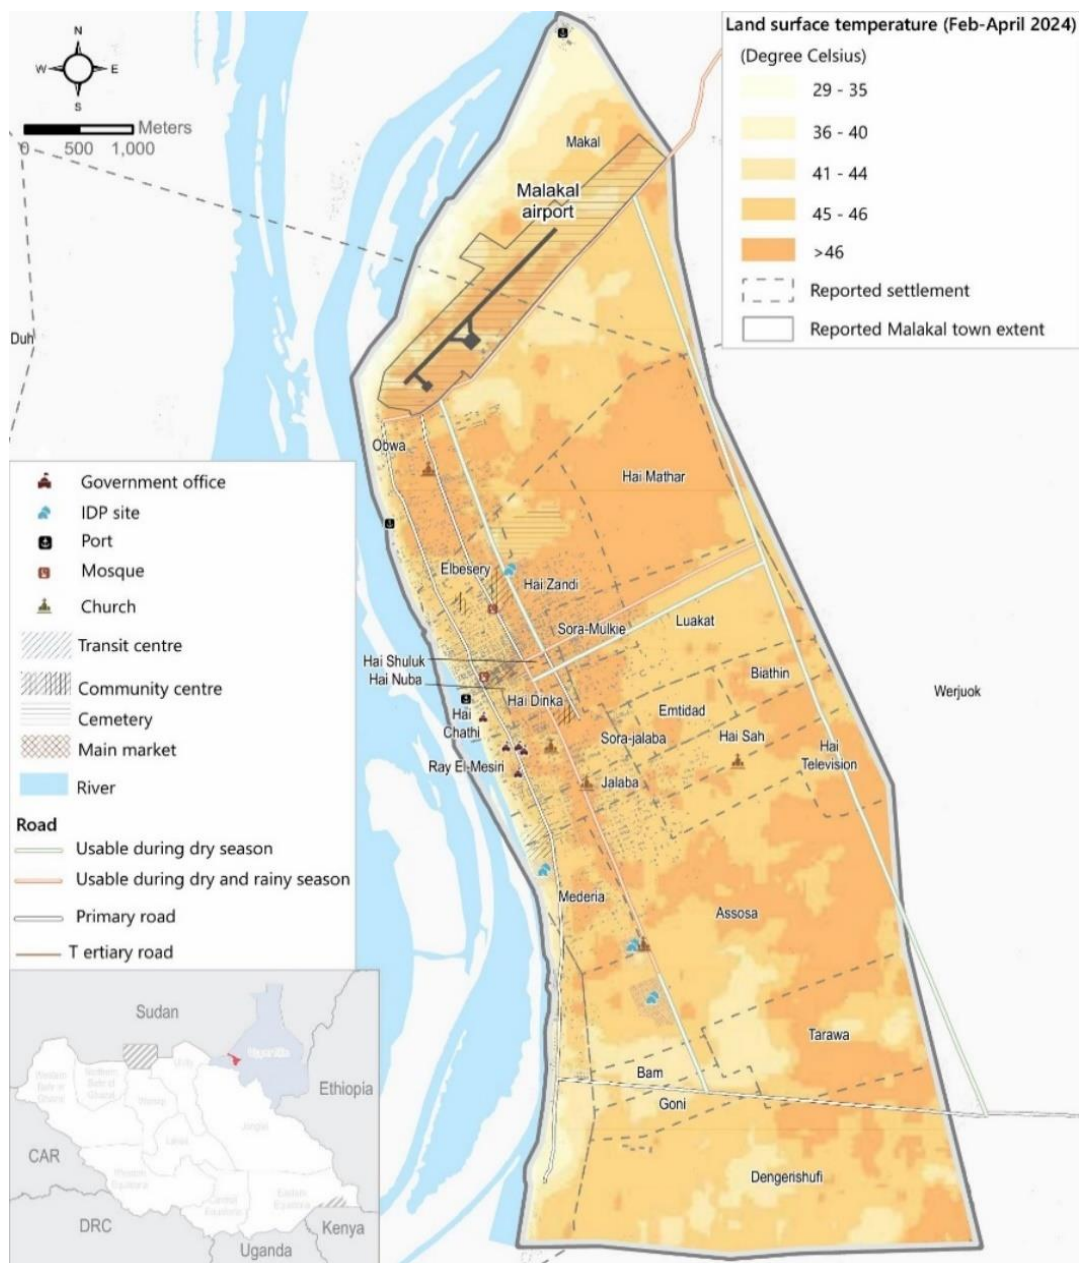 Land surface temperature (Feb-April 2024)
(Degree Celsius)
29 - 35
36 - 40
41 - 44
45 - 46
>46
Reported settlement
Reported Malakal town extent
N
W
E
S
Meters
0 500 1,000
Makal
Malakal
airport
Duh
Obwa
Hai Mathar
Elbesery
Hai Zandi
Sora-Mulkie
Luakat
Hai Shuluk
Hai Nuba
Biathin
Werjuok
Hai Dinka
Emtidad
Hai
Chathi
Sora-jalaba
Hai Sah
Hai
Television
Ray El-Mesiri
Jalaba
Mederia
Assosa
Tarawa
Bam
Goni
Dengerishufi
Government office
IDP site
Port
Mosque
Church
Transit centre
Community centre
Cemetery
Main market
River
Road
Usable during dry season
Usable during dry and rainy season
Primary road
T ertiary road
Sudan
Ethiopia
CAR
DRC
Uganda
Kenya